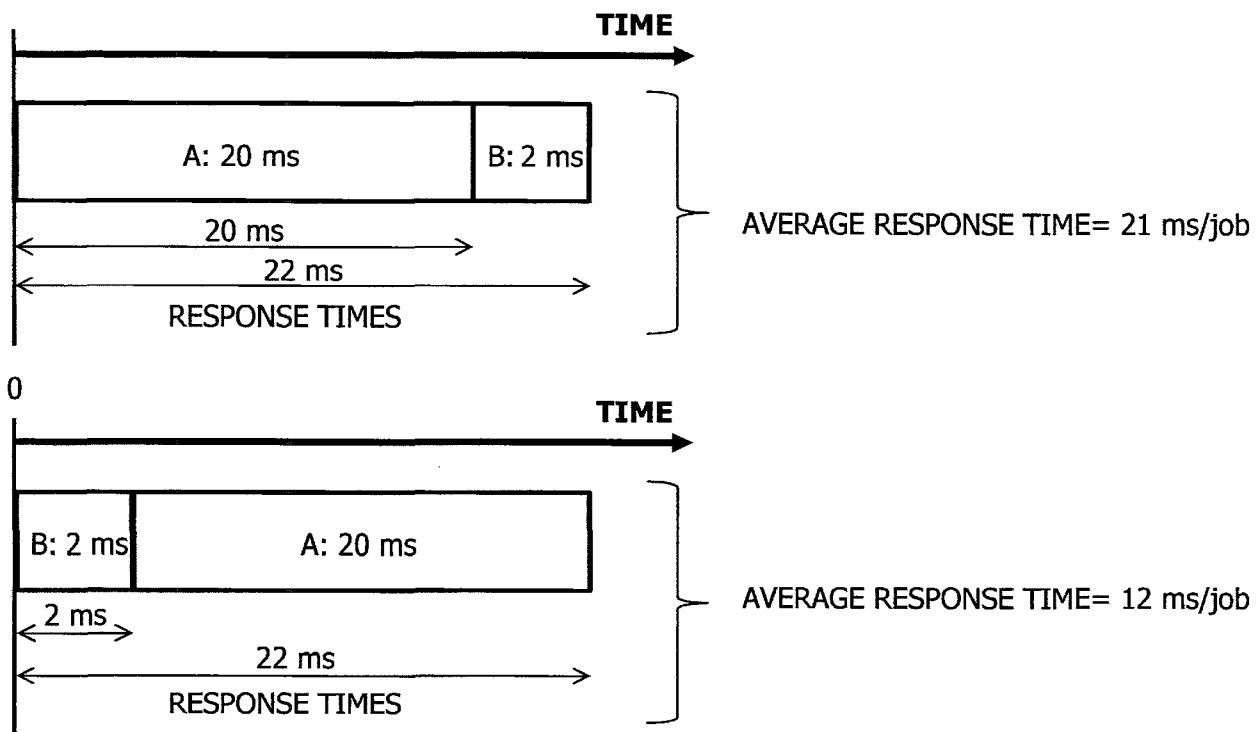 TIME
A: 20 ms B: 2 ms
20 ms
AVERAGE RESPONSE TIME= 21 ms/job
22 ms
RESPONSE TIMES
0
TIME
B: 2 ms A: 20 ms
AVERAGE RESPONSE TIME= 12 ms/job
2 ms
22 ms
RESPONSE TIMES